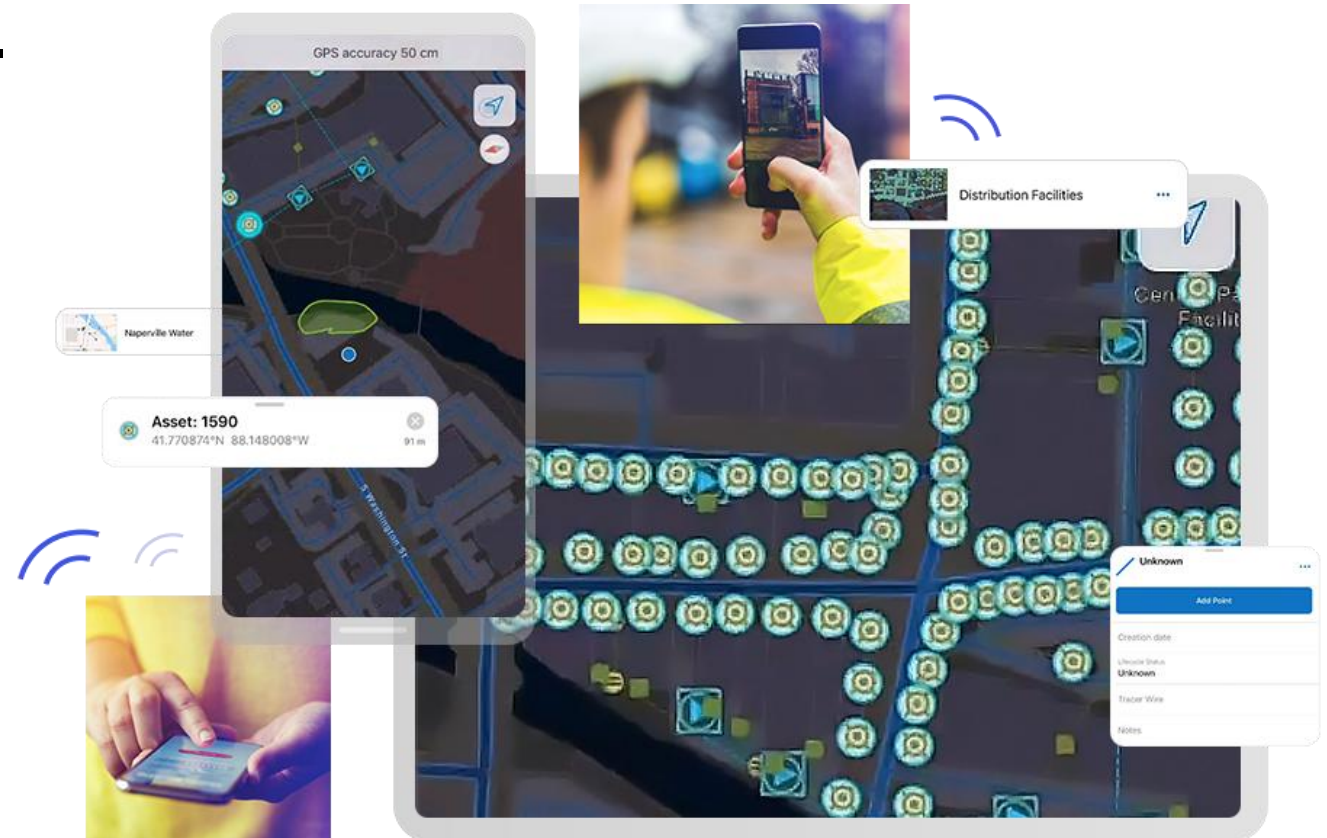 GPS accuracy 50 cm
Distribution Facilities
Naperville Water
Asset: 1590
41.770874°N 88.148008°W
91 m
S Washington St
Unknown
Add Point
Creation date
Lifecycle Status
Unknown
Tracer Wire
Notes